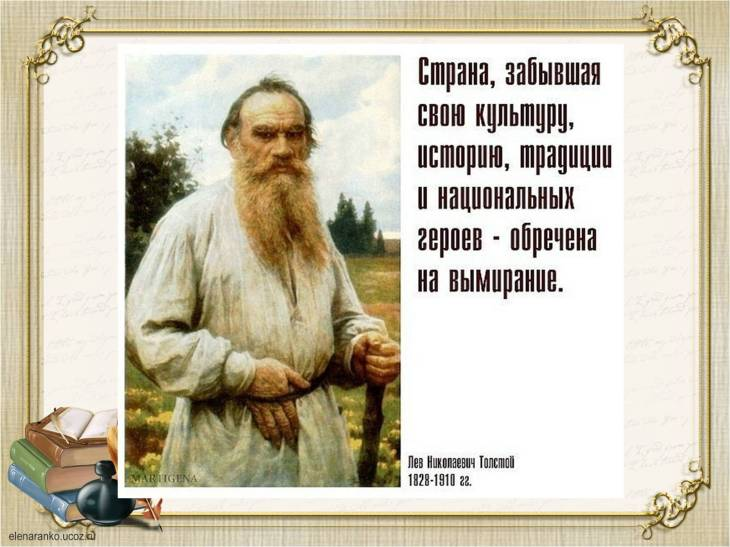 Страна, забывшая
свою культуру,
историю, традиции
и национальных
героев - обречена
на вымирание.
Лев Николаевич Толстой
1828-1910 гг.
MARTIGENA
elenaranko.ucoz.ru